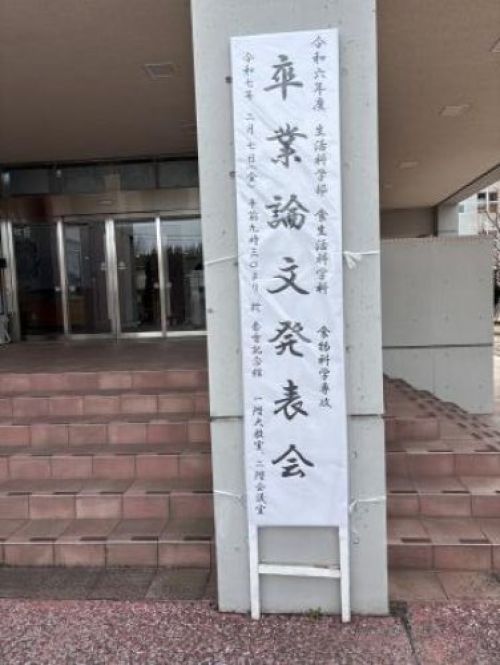 令和六年度 生活科学部 食生活科学科 食物科学専攻
卒業論文発表会
令和七年 二月 七日(金) 午前九時三〇より 於 香雪記念館 一階大教室、二階会議室